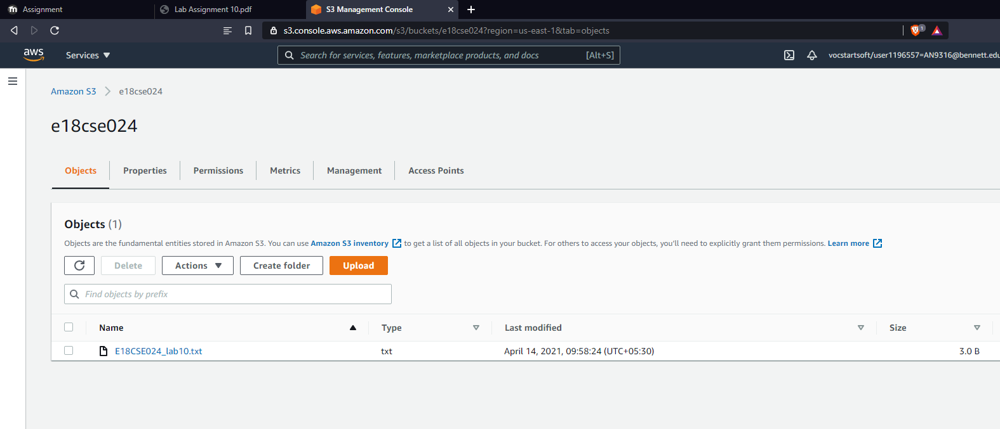 Assignment
Lab Assignment 10.pdf
S3 Management Console
s3.console.aws.amazon.com/s3/buckets/e18cse024?region=us-east-1&tab=objects
1
aws
Services
Search for services, features, marketplace products, and docs
[Alt+S]
vocstartsoft/user1196557=AN9316@bennett.edu
Amazon S3
e18cse024
e18cse024
Objects
Properties
Permissions
Metrics
Management
Access Points
Objects (1)
Objects are the fundamental entities stored in Amazon S3. You can use Amazon S3 inventory to get a list of all objects in your bucket. For others to access your objects, you'll need to explicitly grant them permissions. Learn more
Delete
Actions
Create folder
Upload
Find objects by prefix
Name
Type
Last modified
Size
E18CSE024_lab10.txt
txt
April 14, 2021, 09:58:24 (UTC+05:30)
3.0 B